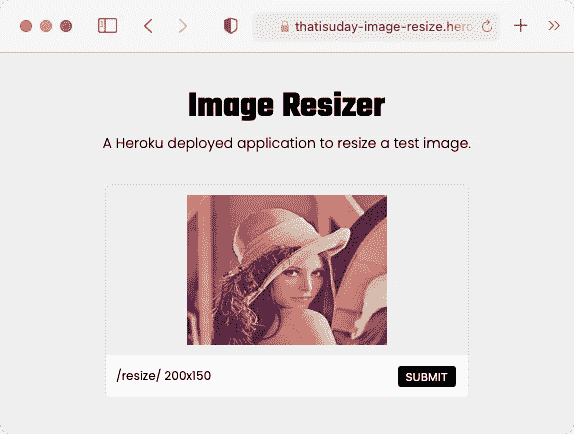 thatisuday-image-resize.hero
Image Resizer
A Heroku deployed application to resize a test image.
/resize/ 200x150
SUBMIT